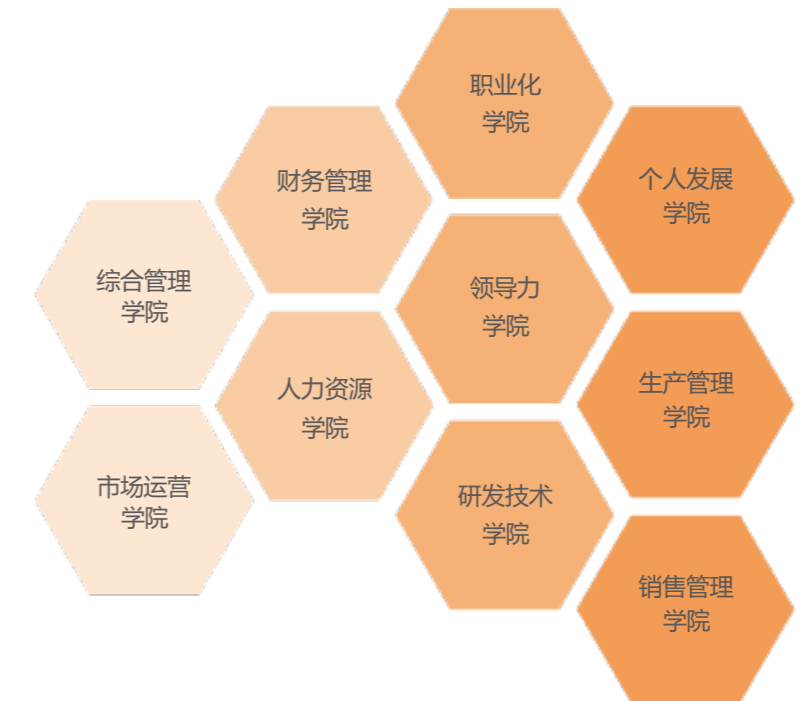 职业化
学院
财务管理
学院
个人发展
学院
综合管理
学院
领导力
学院
人力资源
学院
生产管理
学院
市场运营
学院
研发技术
学院
销售管理
学院